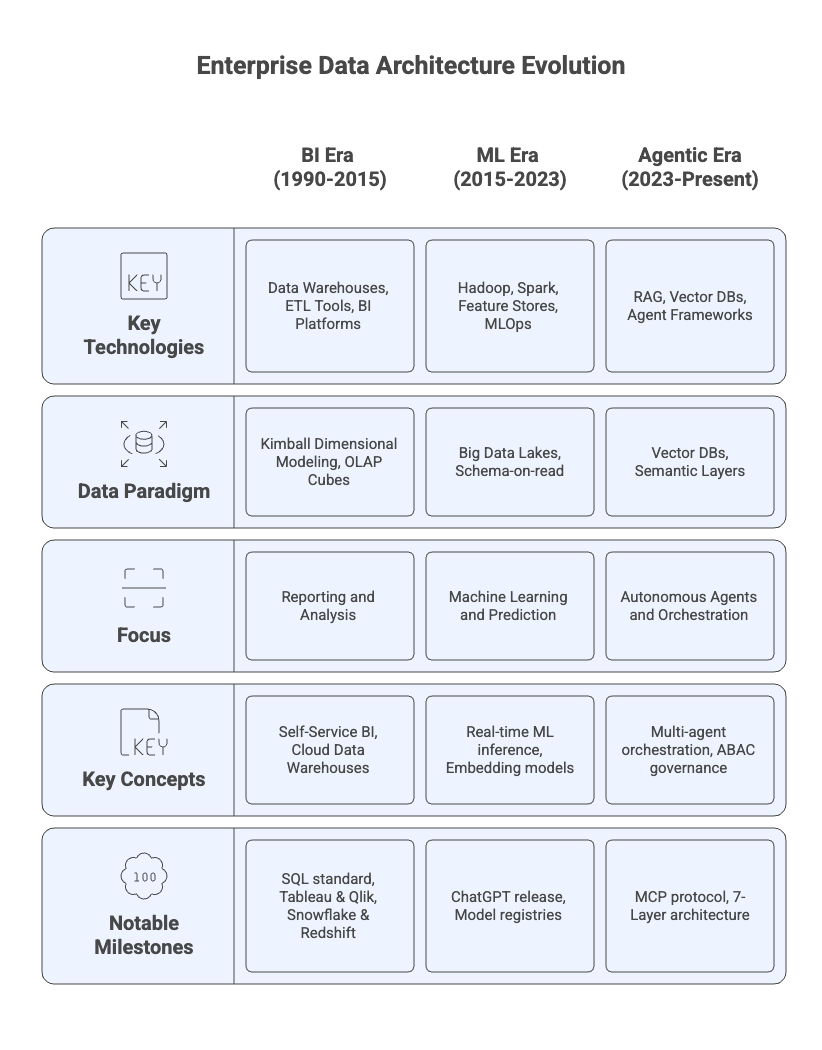 Enterprise Data Architecture Evolution
BI Era
(1990-2015)
ML Era
(2015-2023)
Agentic Era
(2023-Present)
KEY
Key
Technologies
Data Warehouses,
ETL Tools, BI
Platforms
Hadoop, Spark,
Feature Stores,
MLOps
RAG, Vector DBs,
Agent Frameworks
Data Paradigm
Kimball Dimensional
Modeling, OLAP
Cubes
Big Data Lakes,
Schema-on-read
Vector DBs,
Semantic Layers
Focus
Reporting and
Analysis
Machine Learning
and Prediction
Autonomous Agents
and Orchestration
KEY
Key Concepts
Self-Service BI,
Cloud Data
Warehouses
Real-time ML
inference,
Embedding models
Multi-agent
orchestration, ABAC
governance
100
Notable
Milestones
SQL standard,
Tableau & Qlik,
Snowflake &
Redshift
ChatGPT release,
Model registries
MCP protocol, 7-
Layer architecture